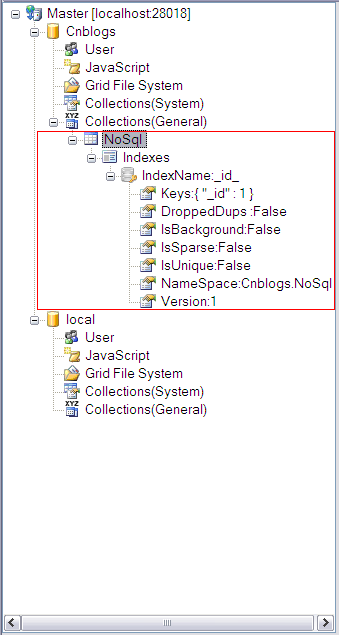 Master [localhost:28018]
Cnblogs
User
JavaScript
Grid File System
Collections(System)
XYZ
Collections(General)
NoSql
Indexes
IndexName:_id_
Keys:{ "_id" : 1 }
DroppedDups :False
IsBackground:False
IsSparse:False
IsUnique:False
NameSpace:Cnblogs.NoSql
Version:1
local
User
JavaScript
Grid File System
Collections(System)
XYZ
Collections(General)